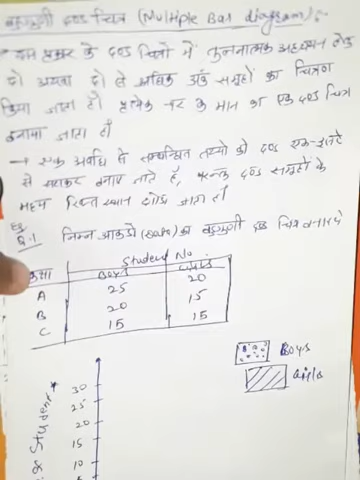 बहुगुणी दण्ड चित्र (Multiple Bar diagram) :-
इस प्रकार के दण्ड चित्रों में तुलनात्मक अध्ययन हेतु
दो अथवा दो से अधिक अंक समूहों का चित्रण
किया जाता है। प्रत्येक चर के मान का एक दण्ड चित्र
बनाया जाता है।
→ एक अवधि से सम्बन्धित तथ्यों को दण्ड एक-दूसरे
से सटाकर बनाए जाते हैं, परन्तु दण्ड समूहों के
मध्य रिक्त स्थान छोड़ा जाता है।
Q.1 निम्न आकड़ो (Data) का बहुगुणी दण्ड चित्र बनाइये
Student No
कक्षा Boys Girls
A 25 20
B 20 15
C 15 15
Boys
Girls
Student
30
25
20
15
10
5